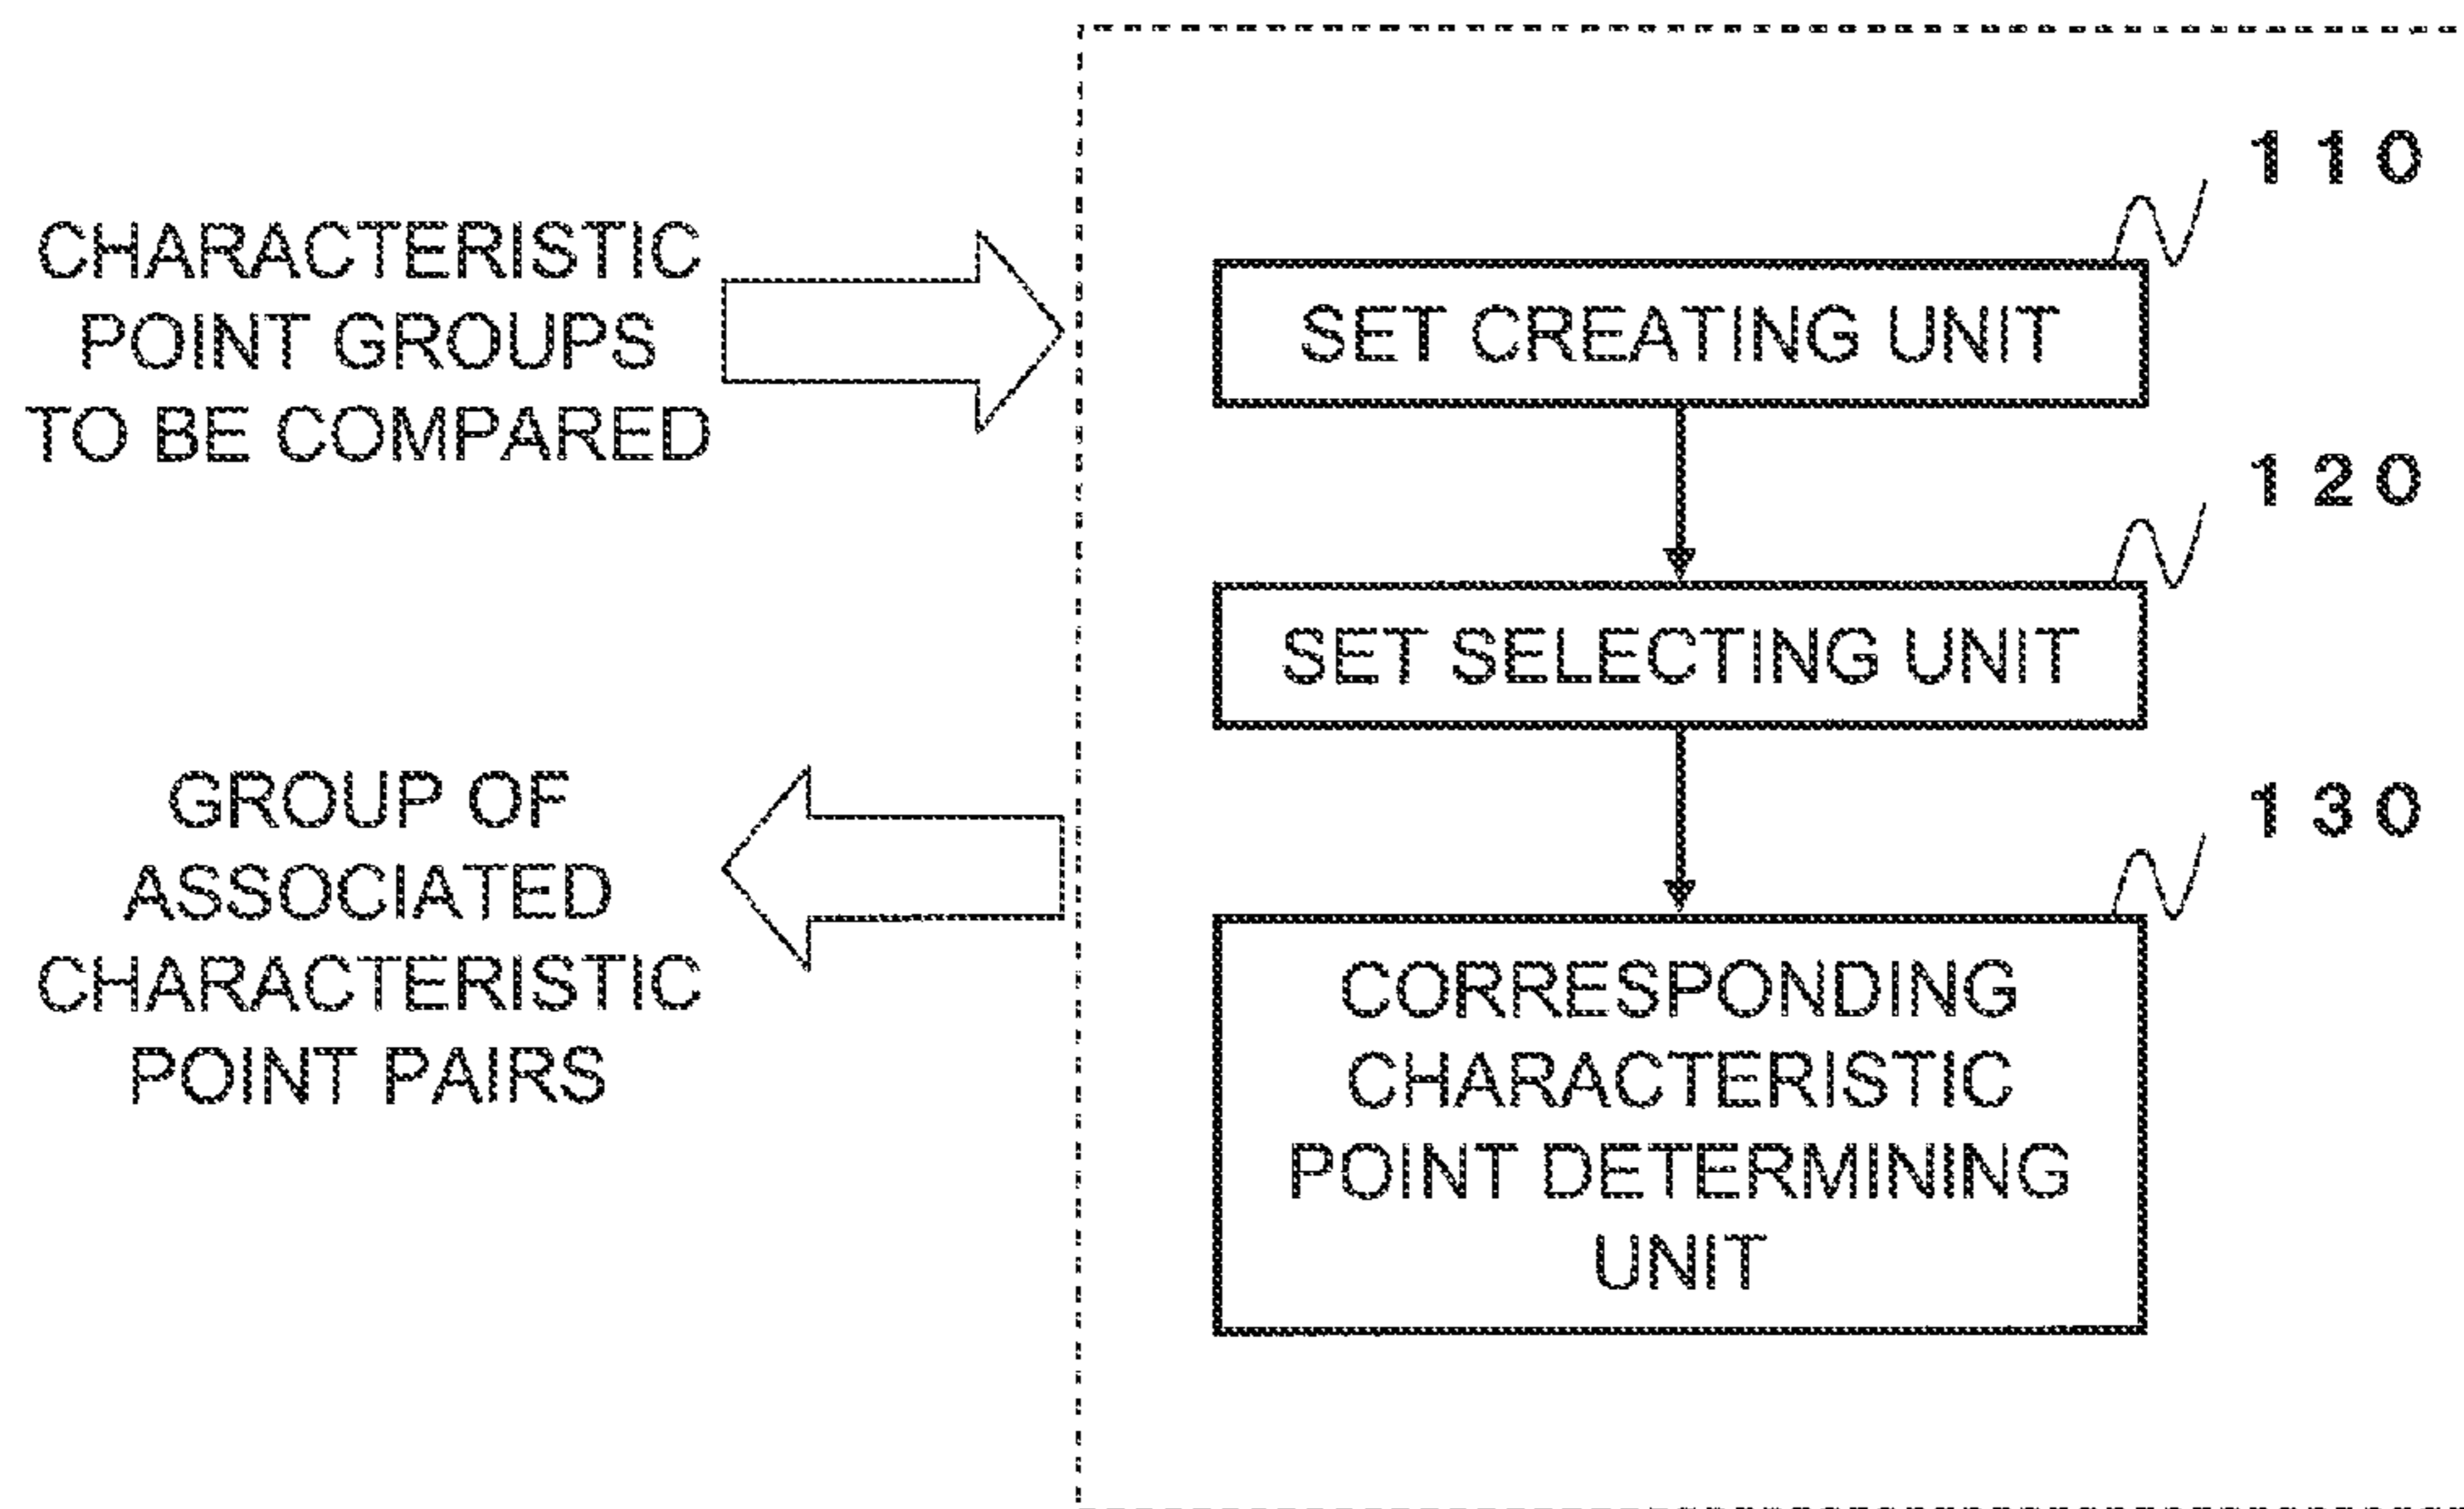 CHARACTERISTIC
POINT GROUPS
TO BE COMPARED
GROUP OF
ASSOCIATED
CHARACTERISTIC
POINT PAIRS
110
SET CREATING UNIT
120
SET SELECTING UNIT
130
CORRESPONDING
CHARACTERISTIC
POINT DETERMINING
UNIT